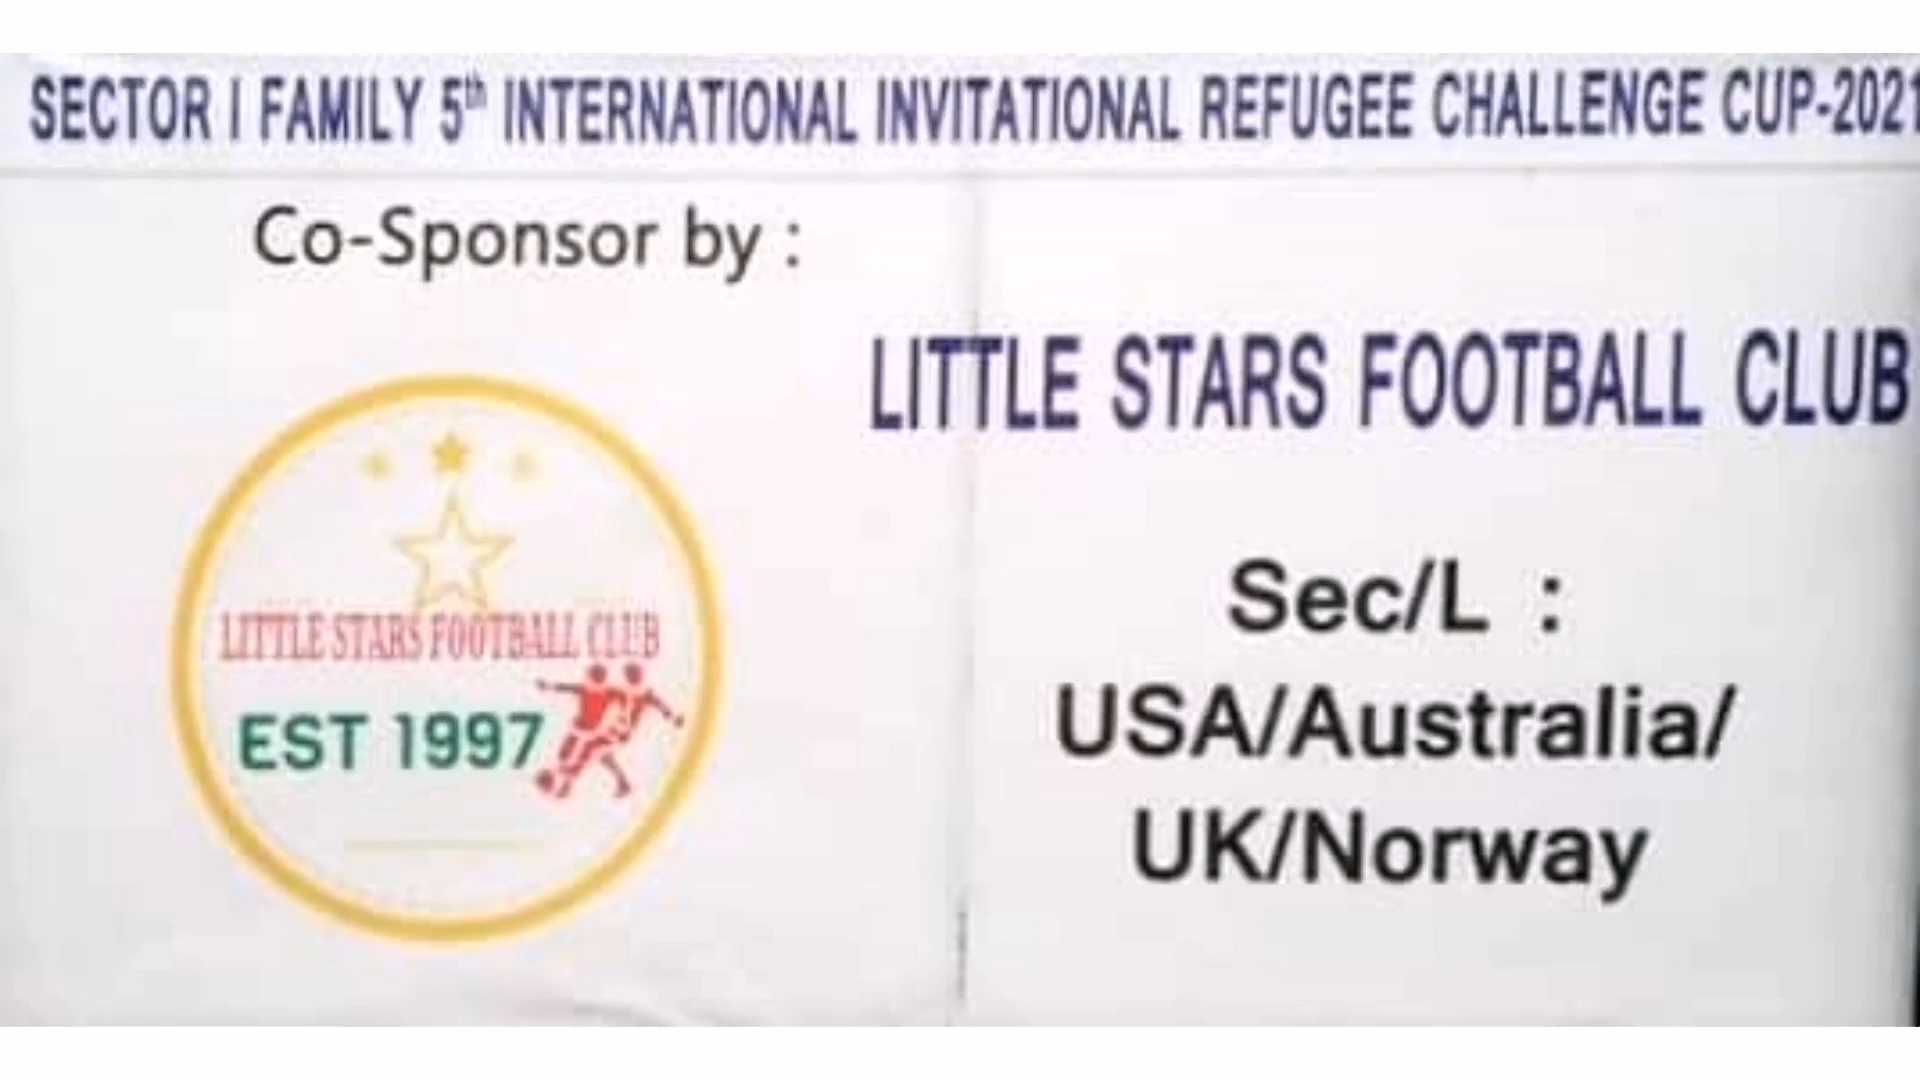 SECTOR I FAMILY 5th INTERNATIONAL INVITATIONAL REFUGEE CHALLENGE CUP-2021
Co-Sponsor by :
LITTLE STARS FOOTBALL CLUB
LITTLE STARS FOOTBALL CLUB
EST 1997
Sec/L :
USA/Australia/
UK/Norway